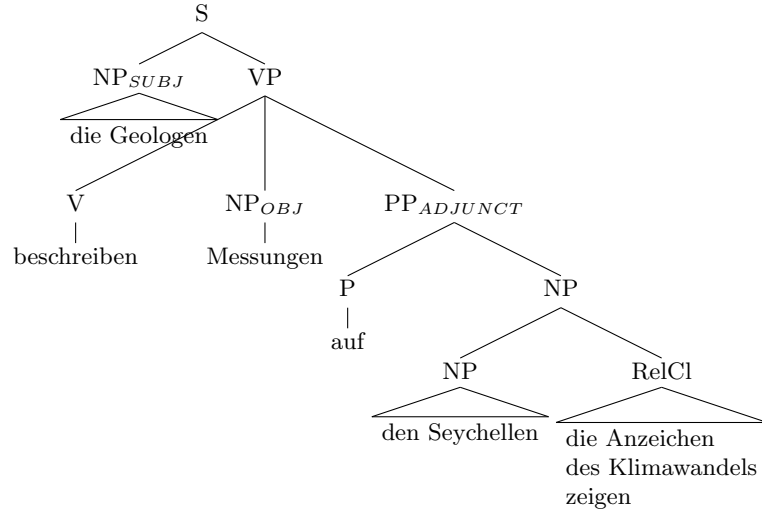 S
NP_SUBJ VP
die Geologen
V NP_OBJ PP_ADJUNCT
beschreiben Messungen
P NP
auf
NP RelCl
den Seychellen die Anzeichen
des Klimawandels
zeigen